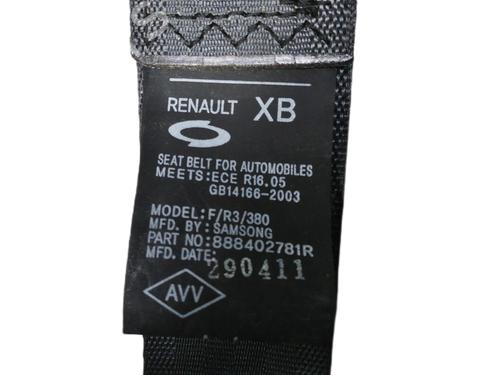 RENAULT XB
SEAT BELT FOR AUTOMOBILES
MEETS:ECE R16.05
GB14166-2003
MODEL:F/R3/380
MFD. BY:SAMSONG
PART NO:888402781R
MFD. DATE:290411
AVV